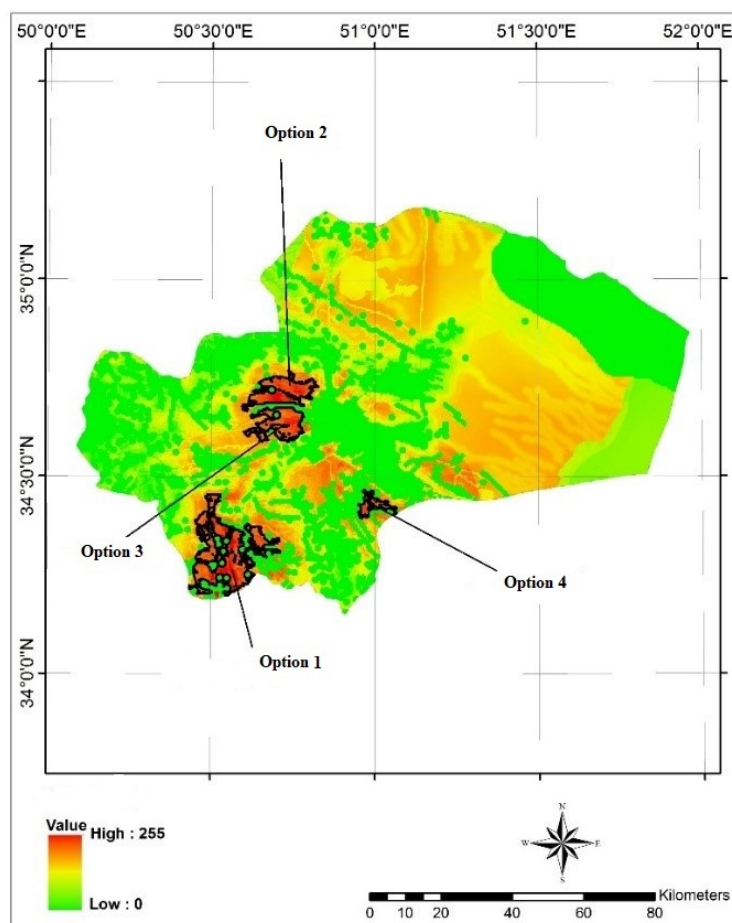 50°0'0"E 50°30'0"E 51°0'0"E 51°30'0"E 52°0'0"E
Option 2
35°0'0"N
34°30'0"N
Option 3
Option 4
Option 1
34°0'0"N
Value
High : 255
Low : 0
N
W E
S
Kilometers
0 10 20 40 60 80